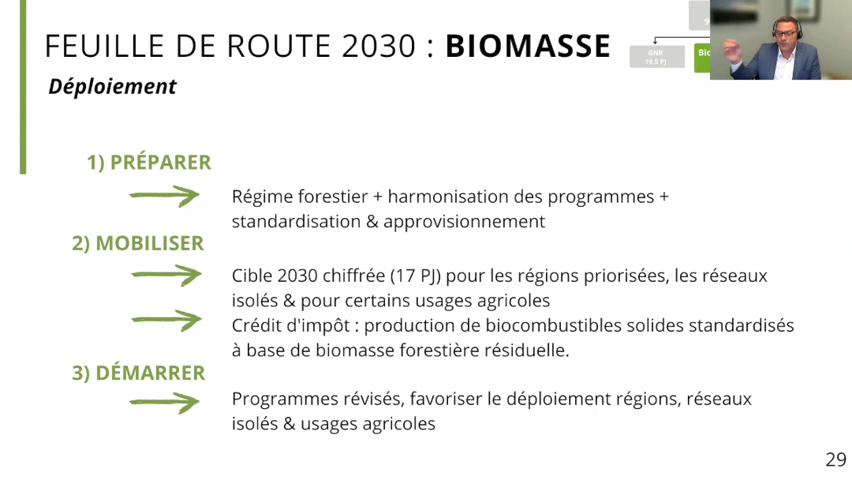 FEUILLE DE ROUTE 2030 : BIOMASSE
GNR
19.5 PJ
Déploiement
1) PRÉPARER
Régime forestier + harmonisation des programmes +
standardisation & approvisionnement
2) MOBILISER
Cible 2030 chiffrée (17 PJ) pour les régions priorisées, les réseaux
isolés & pour certains usages agricoles
Crédit d'impôt : production de biocombustibles solides standardisés
à base de biomasse forestière résiduelle.
3) DÉMARRER
Programmes révisés, favoriser le déploiement régions, réseaux
isolés & usages agricoles
29